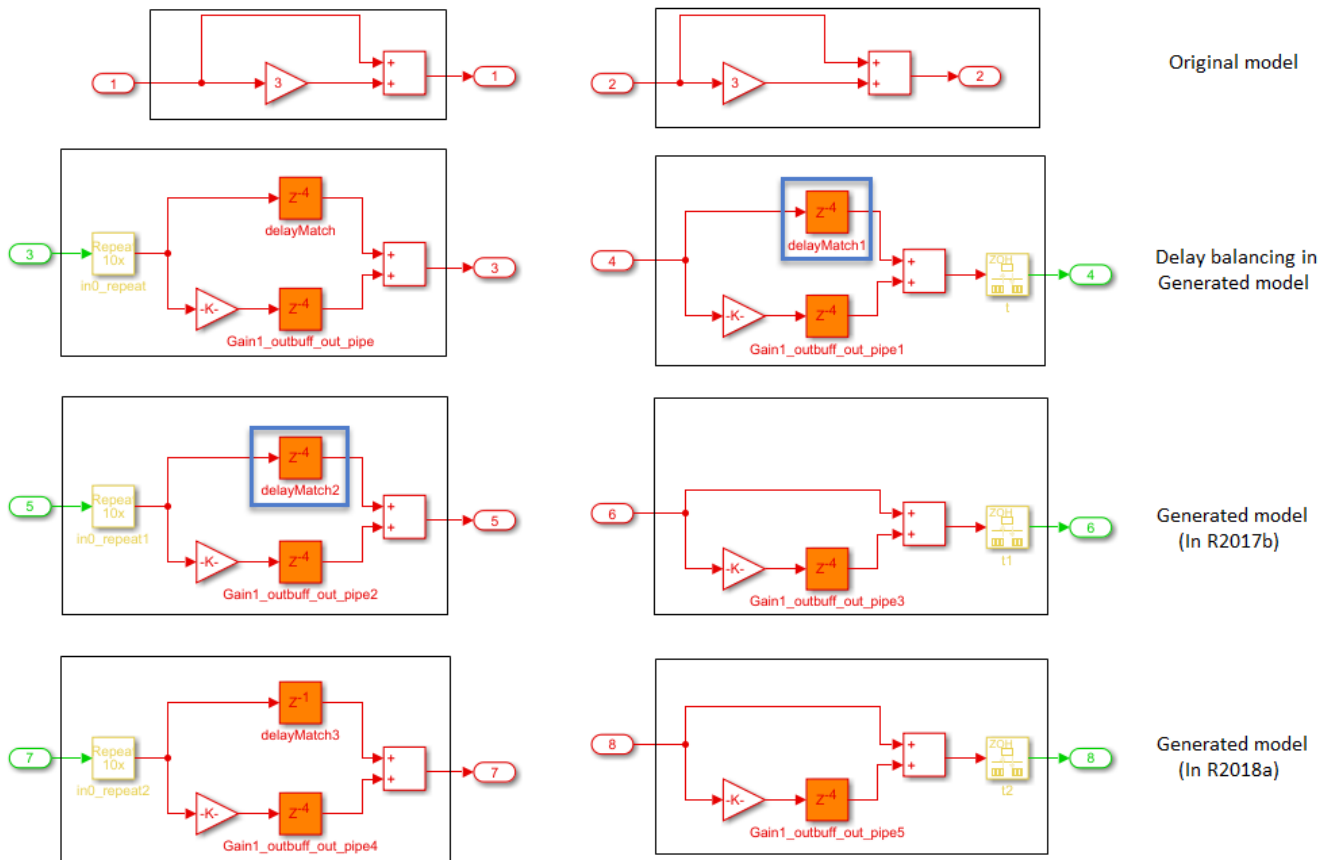 1
3
+
+
1
2
3
+
+
2
Original model
3
Repeat
10x
in0_repeat
Z-4
delayMatch
-K-
Z-4
Gain1_outbuff_out_pipe
+
+
3
4
Z-4
delayMatch1
-K-
Z-4
Gain1_outbuff_out_pipe1
+
+
ZOH
t
4
Delay balancing in
Generated model
5
Repeat
10x
in0_repeat1
Z-4
delayMatch2
-K-
Z-4
Gain1_outbuff_out_pipe2
+
+
5
6
-K-
Z-4
Gain1_outbuff_out_pipe3
+
+
ZOH
t1
6
Generated model
(In R2017b)
7
Repeat
10x
in0_repeat2
Z-1
delayMatch3
-K-
Z-4
Gain1_outbuff_out_pipe4
+
+
7
8
-K-
Z-4
Gain1_outbuff_out_pipe5
+
+
ZOH
t2
8
Generated model
(In R2018a)